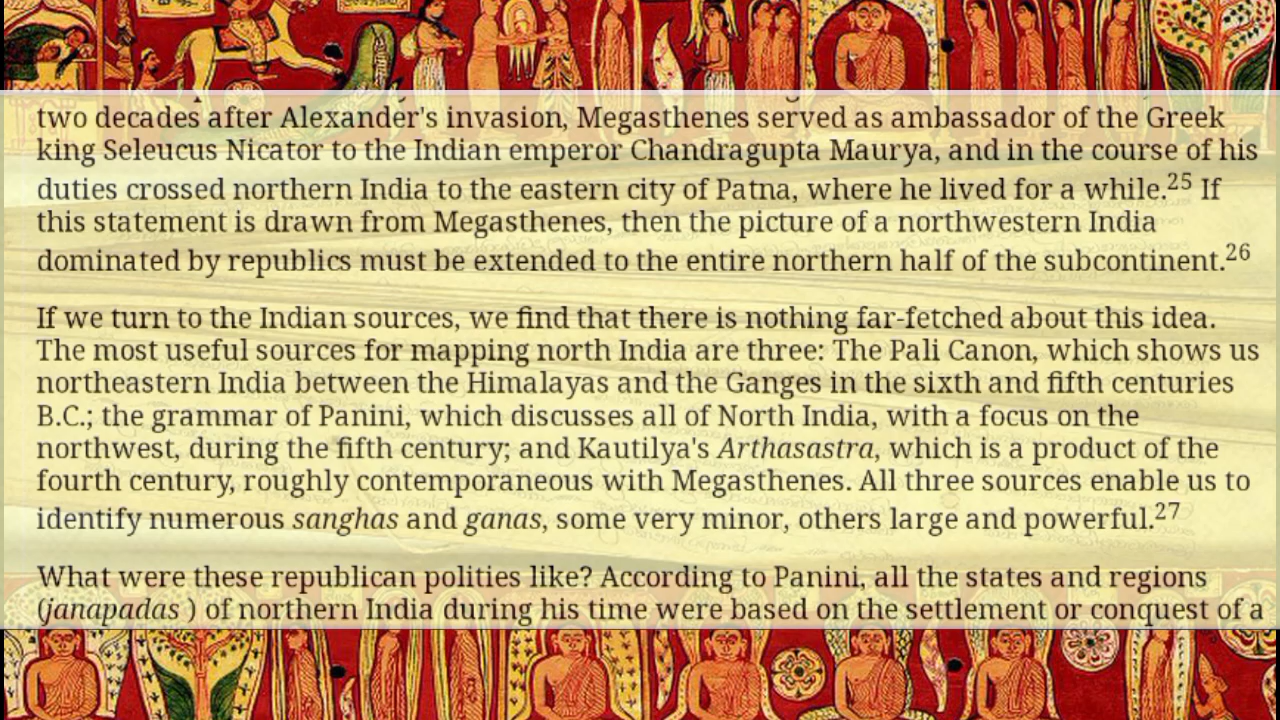 two decades after Alexander's invasion, Megasthenes served as ambassador of the Greek
king Seleucus Nicator to the Indian emperor Chandragupta Maurya, and in the course of his
duties crossed northern India to the eastern city of Patna, where he lived for a while.25 If
this statement is drawn from Megasthenes, then the picture of a northwestern India
dominated by republics must be extended to the entire northern half of the subcontinent.26
If we turn to the Indian sources, we find that there is nothing far-fetched about this idea.
The most useful sources for mapping north India are three: The Pali Canon, which shows us
northeastern India between the Himalayas and the Ganges in the sixth and fifth centuries
B.C.; the grammar of Panini, which discusses all of North India, with a focus on the
northwest, during the fifth century; and Kautilya's Arthasastra, which is a product of the
fourth century, roughly contemporaneous with Megasthenes. All three sources enable us to
identify numerous sanghas and ganas, some very minor, others large and powerful.27
What were these republican polities like? According to Panini, all the states and regions
(janapadas ) of northern India during his time were based on the settlement or conquest of a